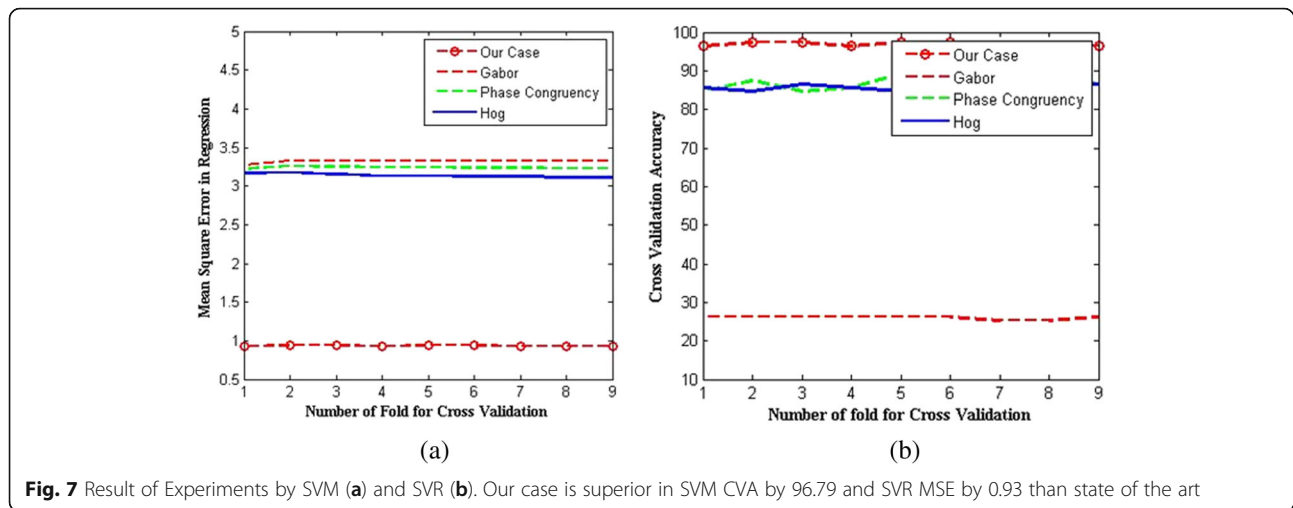 5
4.5
4
3.5
3
2.5
2
1.5
1
0.5
Mean Square Error in Regression
Our Case
Gabor
Phase Congruency
Hog
1 2 3 4 5 6 7 8 9
Number of Fold for Cross Validation
(a)
100
90
80
70
60
50
40
30
20
10
Cross Validation Accuracy
Our Case
Gabor
Phase Congruency
Hog
1 2 3 4 5 6 7 8 9
Number of fold for Cross Validation
(b)
Fig. 7 Result of Experiments by SVM (a) and SVR (b). Our case is superior in SVM CVA by 96.79 and SVR MSE by 0.93 than state of the art